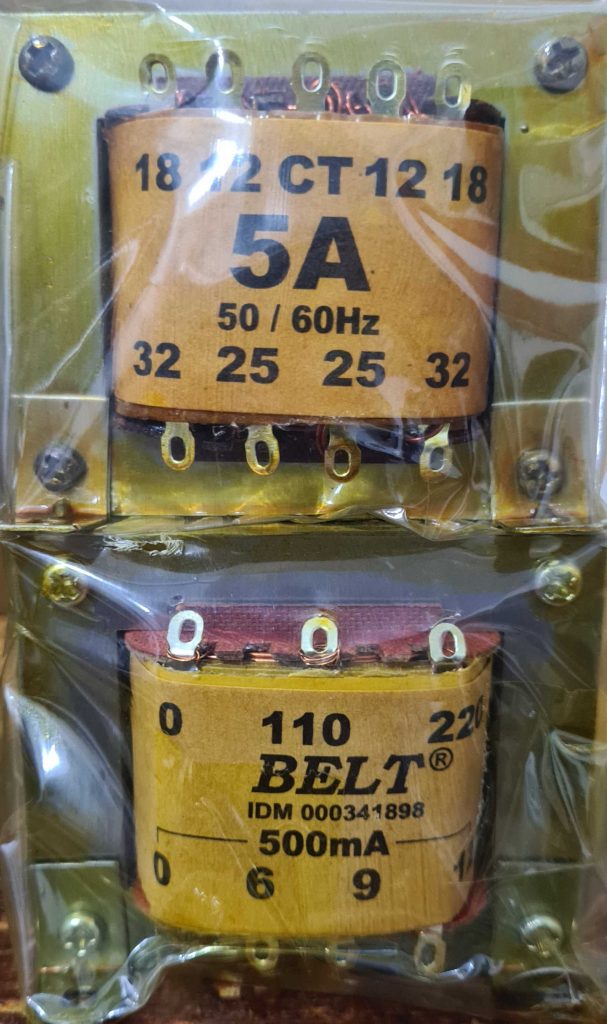 18 12 CT 12 18
5A
50 / 60Hz
32 25 25 32
0 110 220
BELT®
IDM 000341898
500mA
0 6 9